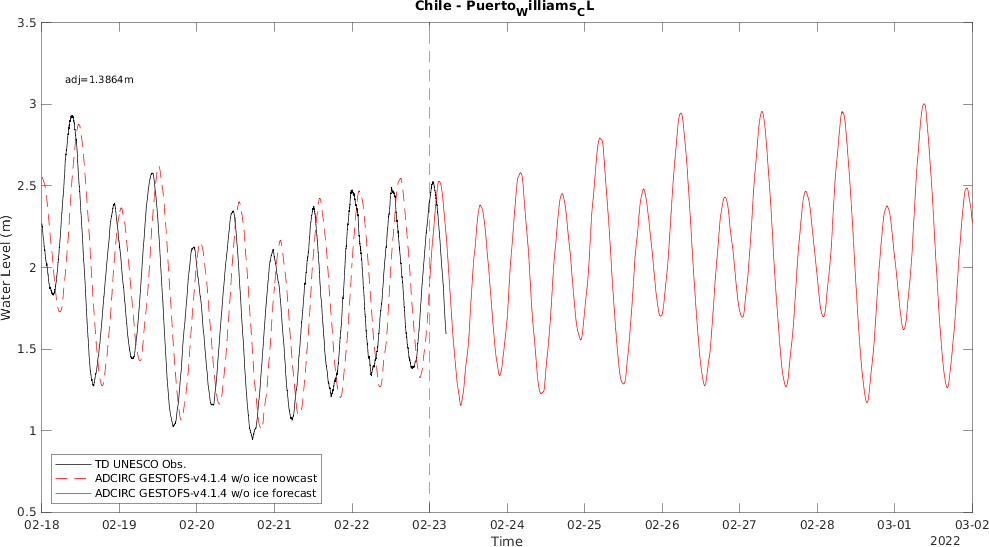 Chile - PuertoWilliamsCL
3.5
adj=1.3864m
3
2.5
2
1.5
1
0.5
Water Level (m)
TD UNESCO Obs.
ADCIRC GESTOFS-v4.1.4 w/o ice nowcast
ADCIRC GESTOFS-v4.1.4 w/o ice forecast
02-18 02-19 02-20 02-21 02-22 02-23 02-24 02-25 02-26 02-27 02-28 03-01 03-02
Time
2022